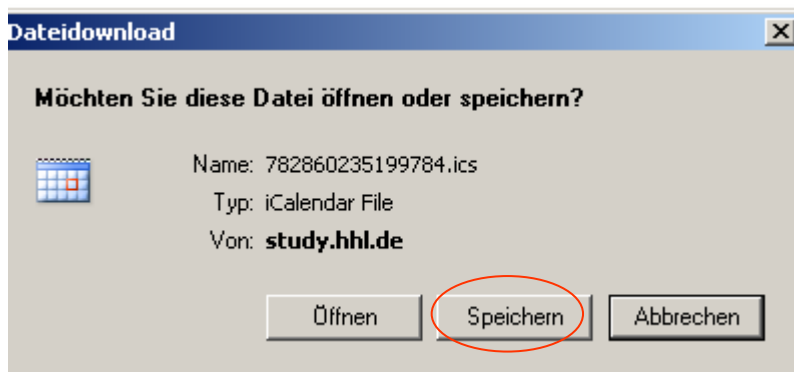 Dateidownload
Möchten Sie diese Datei öffnen oder speichern?
Name: 782860235199784.ics
Typ: iCalendar File
Von: study.hhl.de
Öffnen Speichern Abbrechen